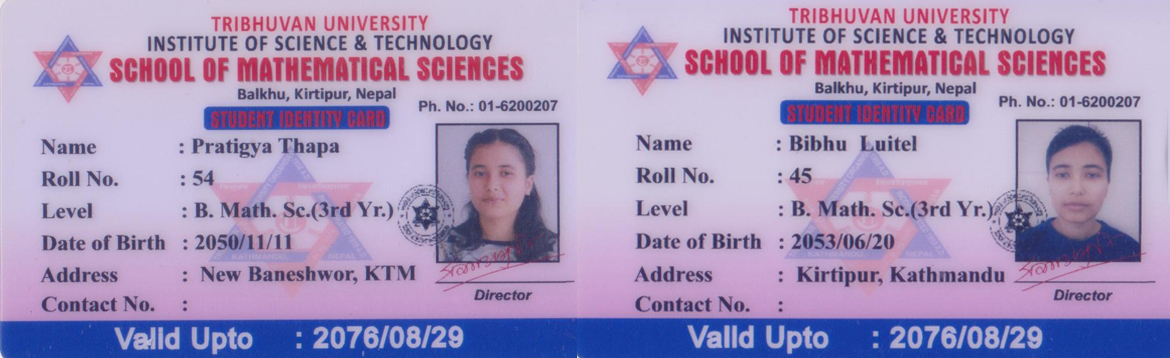 TRIBHUVAN UNIVERSITY
INSTITUTE OF SCIENCE & TECHNOLOGY
SCHOOL OF MATHEMATICAL SCIENCES
Balkhu, Kirtipur, Nepal
Ph. No.: 01-6200207
STUDENT IDENTITY CARD
Name : Pratigya Thapa
Roll No. : 54
Level : B. Math. Sc.(3rd Yr.)
Date of Birth : 2050/11/11
Address : New Baneshwor, KTM
Contact No. :
Director
Valid Upto : 2076/08/29
TRIBHUVAN UNIVERSITY
INSTITUTE OF SCIENCE & TECHNOLOGY
SCHOOL OF MATHEMATICAL SCIENCES
Balkhu, Kirtipur, Nepal
Ph. No.: 01-6200207
STUDENT IDENTITY CARD
Name : Bibhu Luitel
Roll No. : 45
Level : B. Math. Sc.(3rd Yr.)
Date of Birth : 2053/06/20
Address : Kirtipur, Kathmandu
Contact No. :
Director
Valid Upto : 2076/08/29